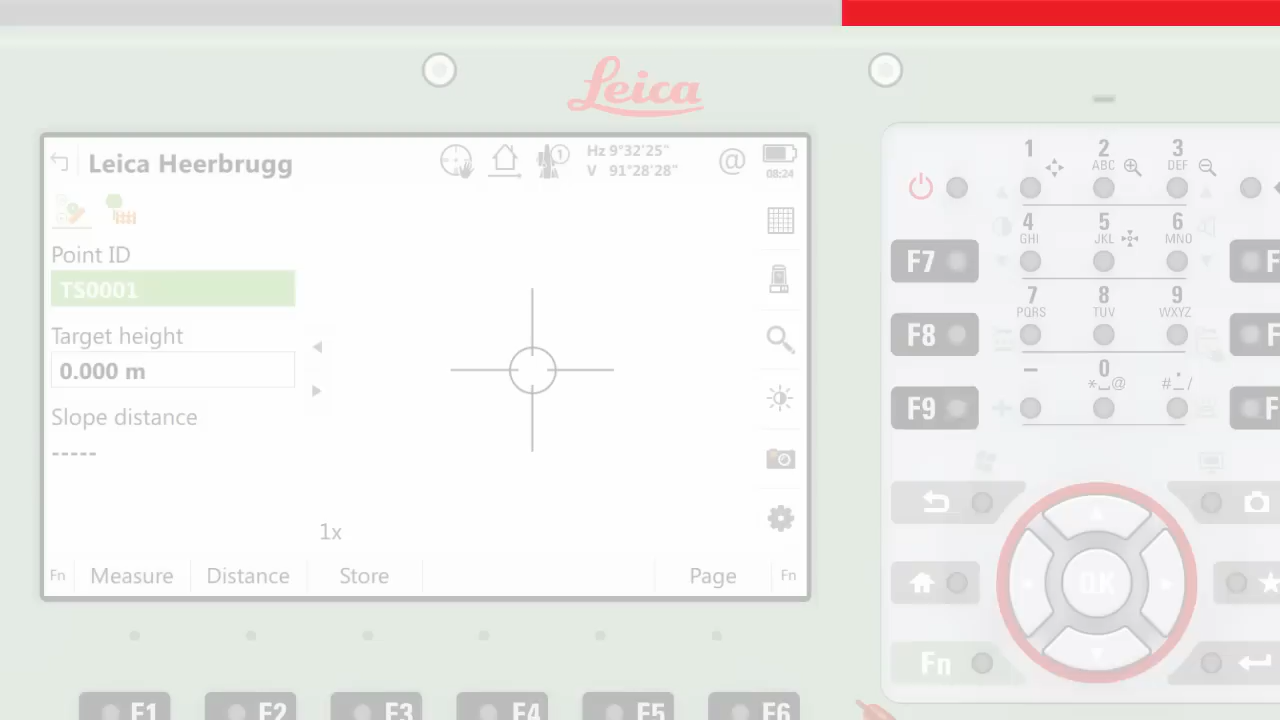 Leica
Leica Heerbrugg
1
Hz 9°32'25"
V 91°28'28"
@
08:24
Point ID
TS0001
Target height
0.000 m
Slope distance
-----
1x
Fn
Measure
Distance
Store
Page
Fn
1
2
ABC
3
DEF
4
GHI
5
JKL
6
MNO
7
PQRS
8
TUV
9
WXYZ
-
0
*⎵@
.
#_/
F7
F
F8
F
F9
F
OK
Fn
F1
F2
F3
F4
F5
F6